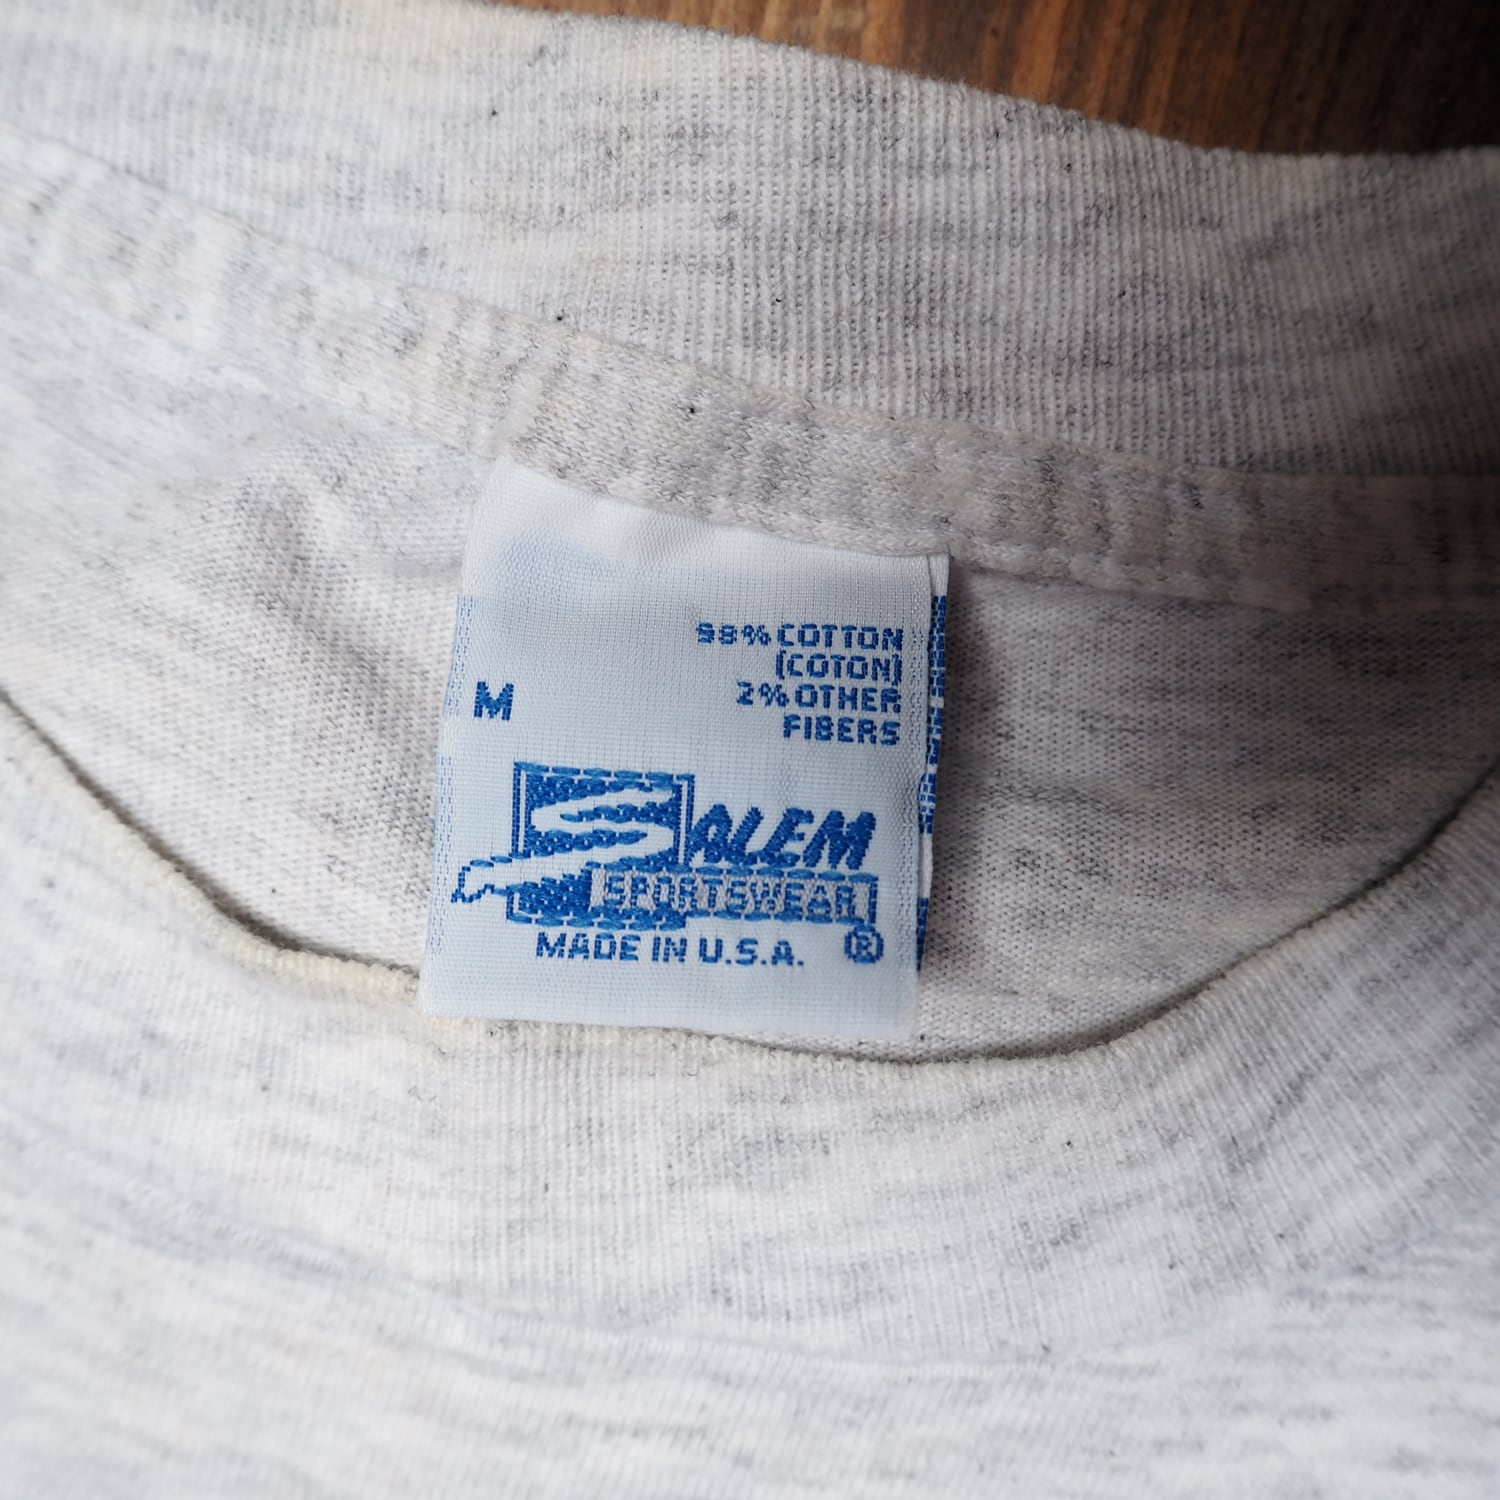 98% COTTON
(COTON)
2% OTHER
FIBERS
M
SALEM
SPORTSWEAR
MADE IN U.S.A. ®